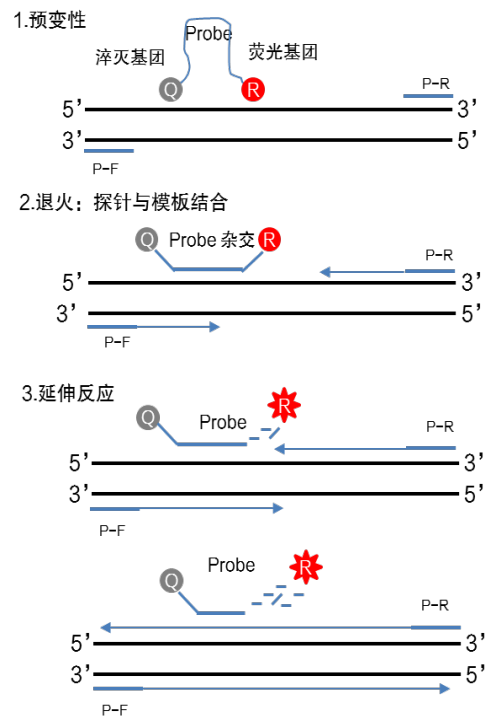 1.预变性
Probe
淬灭基团
荧光基团
Q
R
P-R
5’
3’
3’
5’
P-F
2.退火：探针与模板结合
Q
Probe 杂交
R
P-R
5’
3’
3’
5’
P-F
3.延伸反应
Q
Probe
R
P-R
5’
3’
3’
5’
P-F
Probe
R
Q
P-R
5’
3’
3’
5’
P-F